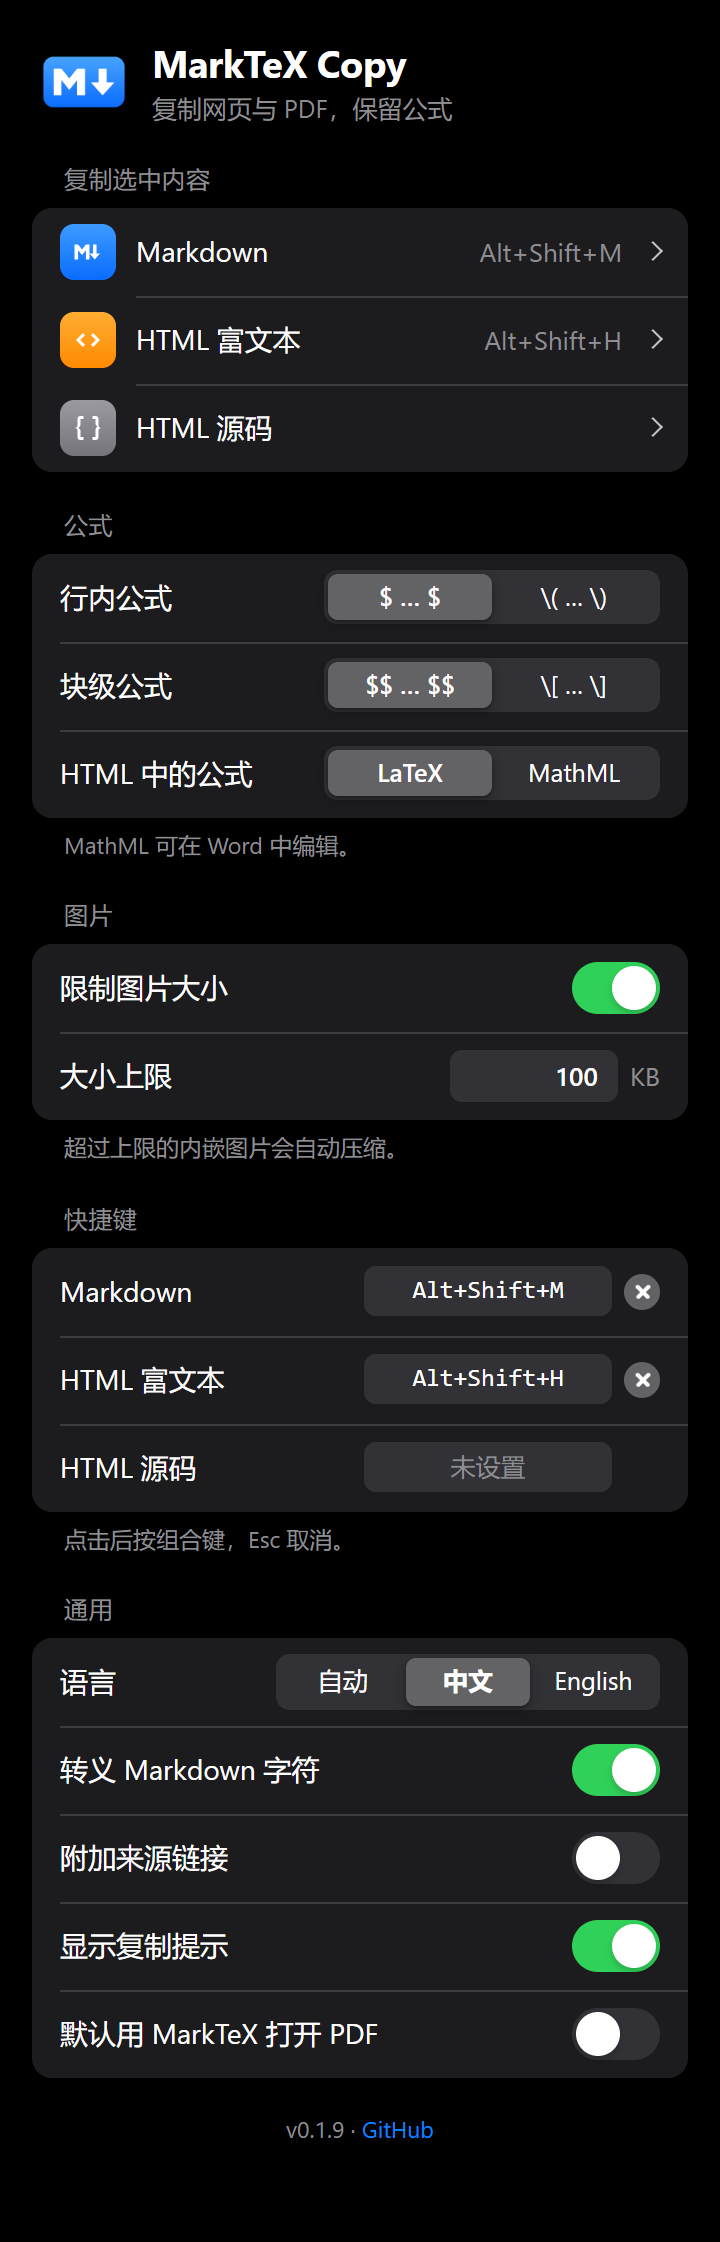 MarkTeX Copy
复制网页与 PDF，保留公式
复制选中内容
M↓ Markdown Alt+Shift+M
HTML 富文本 Alt+Shift+H
{ } HTML 源码
公式
行内公式 $ ... $ \( ... \)
块级公式 $$ ... $$ \[ ... \]
HTML 中的公式 LaTeX MathML
MathML 可在 Word 中编辑。
图片
限制图片大小
大小上限 100 KB
超过上限的内嵌图片会自动压缩。
快捷键
Markdown Alt+Shift+M
HTML 富文本 Alt+Shift+H
HTML 源码 未设置
点击后按组合键，Esc 取消。
通用
语言 自动 中文 English
转义 Markdown 字符
附加来源链接
显示复制提示
默认用 MarkTeX 打开 PDF
v0.1.9 · GitHub